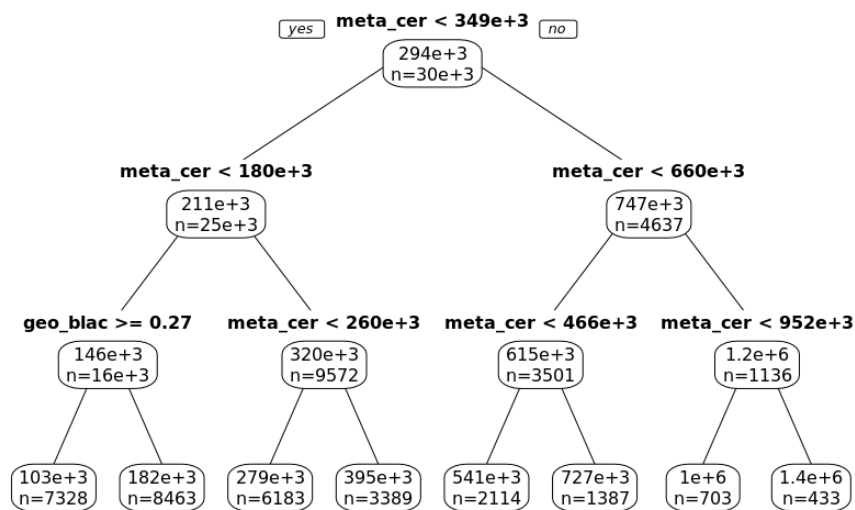 yes meta_cer < 349e+3 no
294e+3
n=30e+3
meta_cer < 180e+3 meta_cer < 660e+3
211e+3 747e+3
n=25e+3 n=4637
geo_blac >= 0.27 meta_cer < 260e+3 meta_cer < 466e+3 meta_cer < 952e+3
146e+3 320e+3 615e+3 1.2e+6
n=16e+3 n=9572 n=3501 n=1136
103e+3 182e+3 279e+3 395e+3 541e+3 727e+3 1e+6 1.4e+6
n=7328 n=8463 n=6183 n=3389 n=2114 n=1387 n=703 n=433